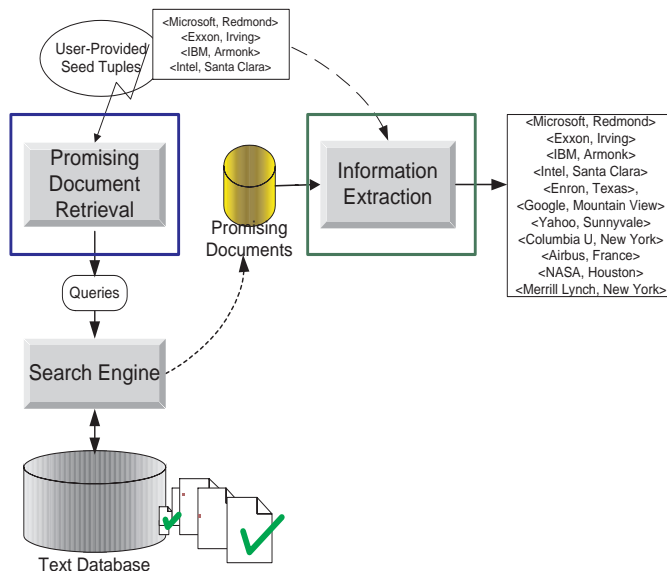 User-Provided
Seed Tuples
<Microsoft, Redmond>
<Exxon, Irving>
<IBM, Armonk>
<Intel, Santa Clara>
Promising
Document
Retrieval
Queries
Search Engine
Text Database
Promising
Documents
Information
Extraction
<Microsoft, Redmond>
<Exxon, Irving>
<IBM, Armonk>
<Intel, Santa Clara>
<Enron, Texas>,
<Google, Mountain View>
<Yahoo, Sunnyvale>
<Columbia U, New York>
<Airbus, France>
<NASA, Houston>
<Merrill Lynch, New York>